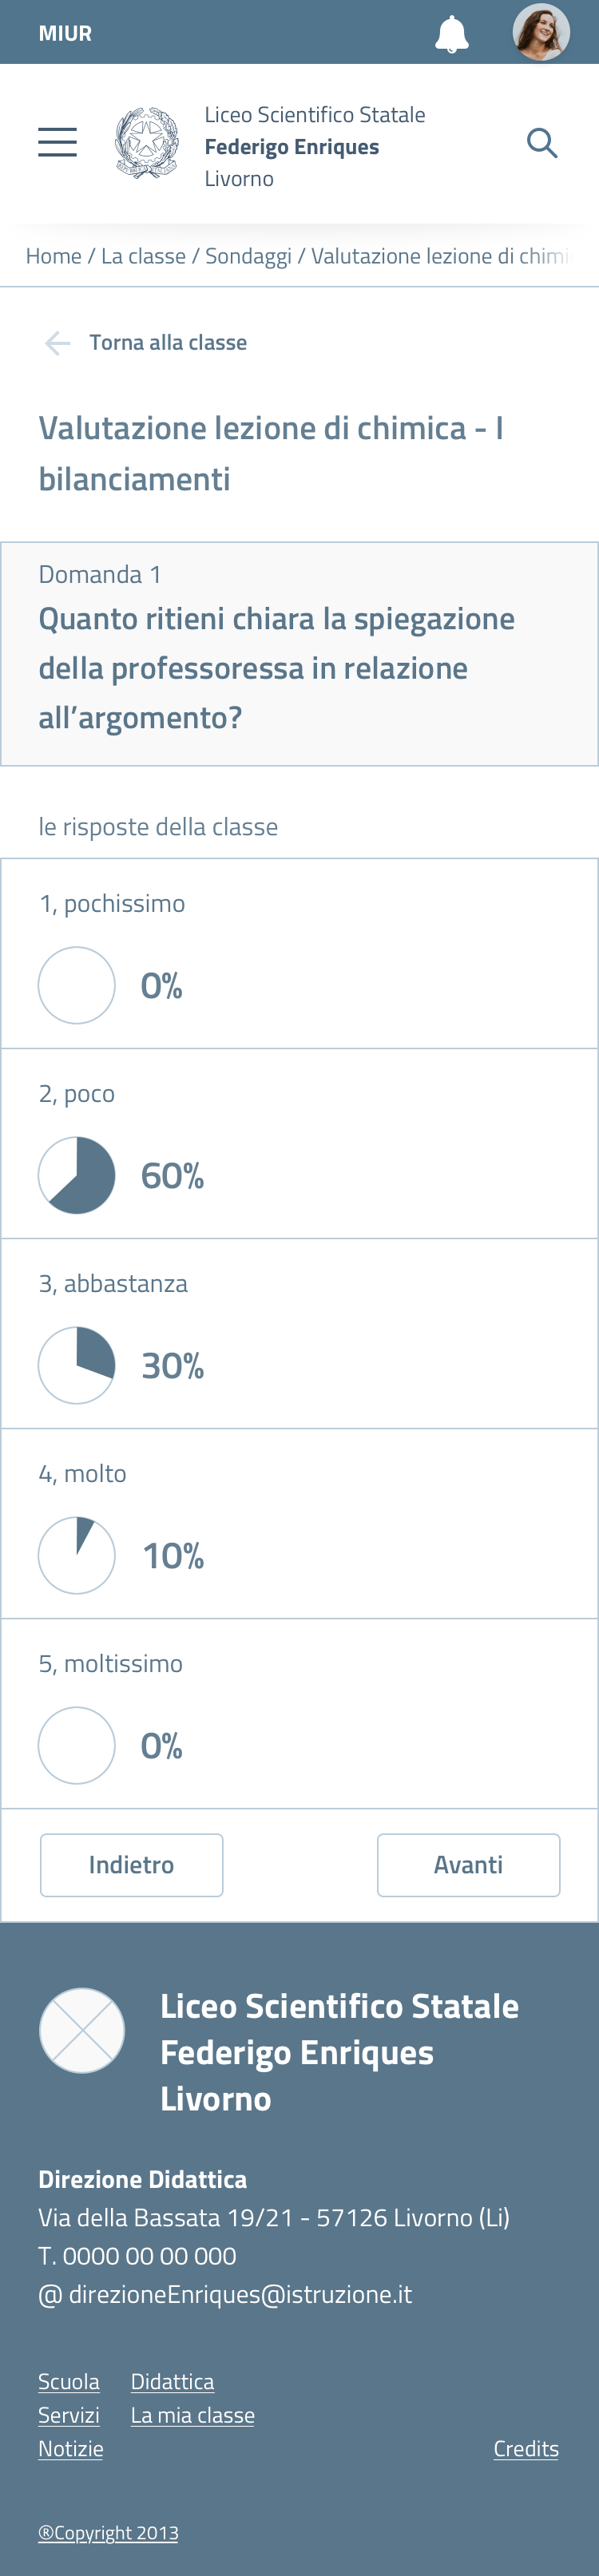 MIUR
Liceo Scientifico Statale
Federigo Enriques
Livorno
Home / La classe / Sondaggi / Valutazione lezione di chimi
Torna alla classe
Valutazione lezione di chimica - I
bilanciamenti
Domanda 1
Quanto ritieni chiara la spiegazione
della professoressa in relazione
all’argomento?
le risposte della classe
1, pochissimo
0%
2, poco
60%
3, abbastanza
30%
4, molto
10%
5, moltissimo
0%
Indietro Avanti
Liceo Scientifico Statale
Federigo Enriques
Livorno
Direzione Didattica
Via della Bassata 19/21 - 57126 Livorno (Li)
T. 0000 00 00 000
@ direzioneEnriques@istruzione.it
Scuola Didattica
Servizi La mia classe
Notizie Credits
®Copyright 2013